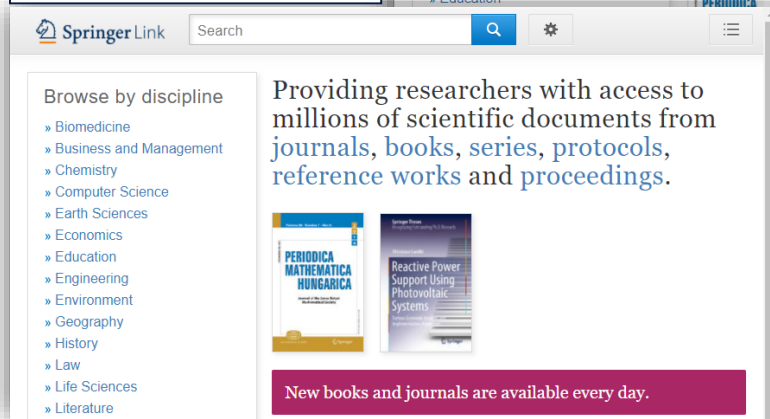 » Education
PERIODICA
Springer Link
Search
Browse by discipline
» Biomedicine
» Business and Management
» Chemistry
» Computer Science
» Earth Sciences
» Economics
» Education
» Engineering
» Environment
» Geography
» History
» Law
» Life Sciences
» Literature
Providing researchers with access to
millions of scientific documents from
journals, books, series, protocols,
reference works and proceedings.
PERIODICA
MATHEMATICA
HUNGARICA
Springer Theses
Reactive Power
Support Using
Photovoltaic
Systems
Springer
New books and journals are available every day.